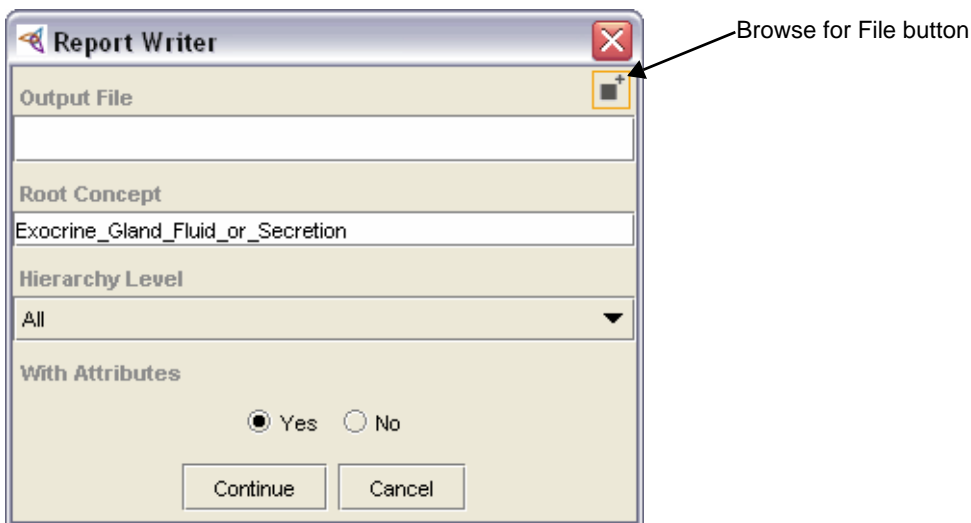 Report Writer
Browse for File button
Output File
Root Concept
Exocrine_Gland_Fluid_or_Secretion
Hierarchy Level
All
With Attributes
Yes No
Continue Cancel